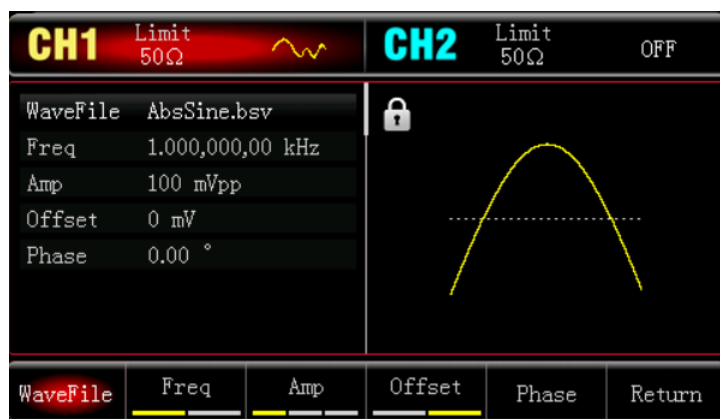 CH1 Limit 50Ω CH2 Limit 50Ω OFF
WaveFile AbsSine.bsv
Freq 1.000,000,00 kHz
Amp 100 mVpp
Offset 0 mV
Phase 0.00 °
WaveFile Freq Amp Offset Phase Return